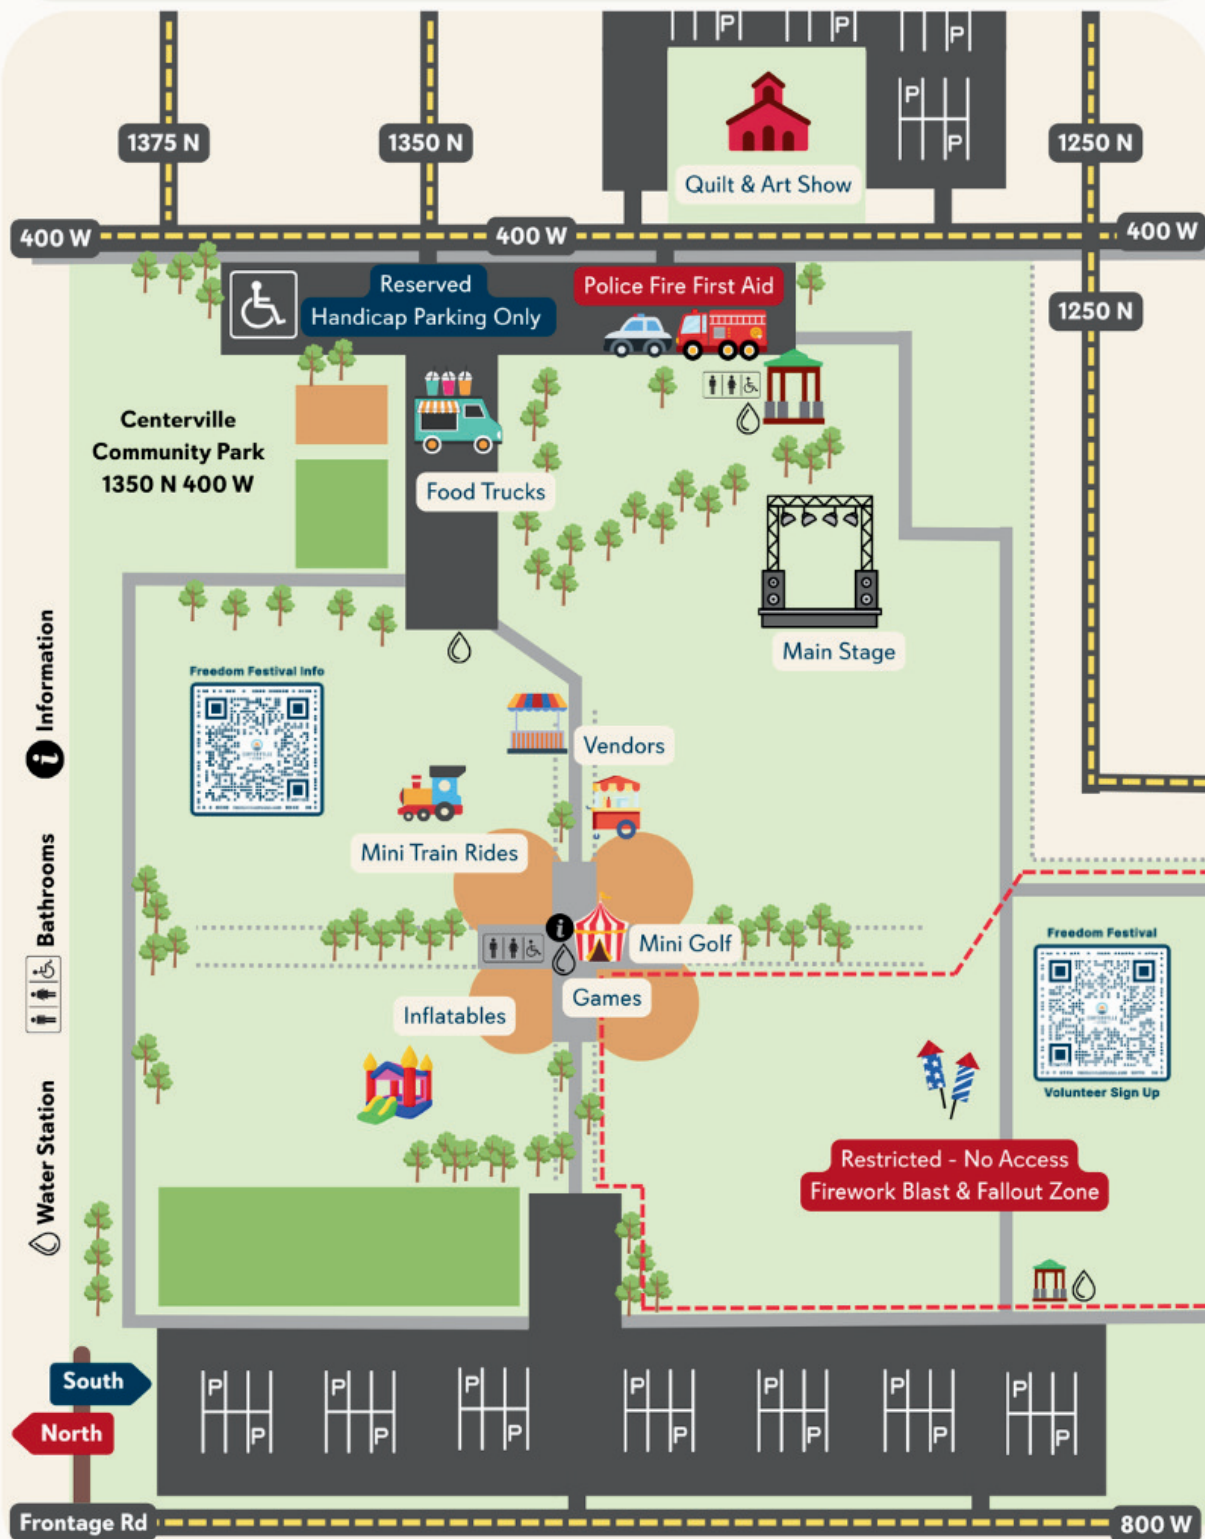 P
P
P
P
P
1375 N
1350 N
1250 N
Quilt & Art Show
400 W
400 W
400 W
Reserved
Handicap Parking Only
Police Fire First Aid
1250 N
Centerville
Community Park
1350 N 400 W
Food Trucks
Main Stage
Information
Freedom Festival Info
Vendors
Mini Train Rides
Bathrooms
i
i
Mini Golf
Games
Inflatables
Freedom Festival
Volunteer Sign Up
Water Station
Restricted - No Access
Firework Blast & Fallout Zone
South
North
P
P
P
P
P
P
P
P
P
P
P
P
P
P
Frontage Rd
800 W